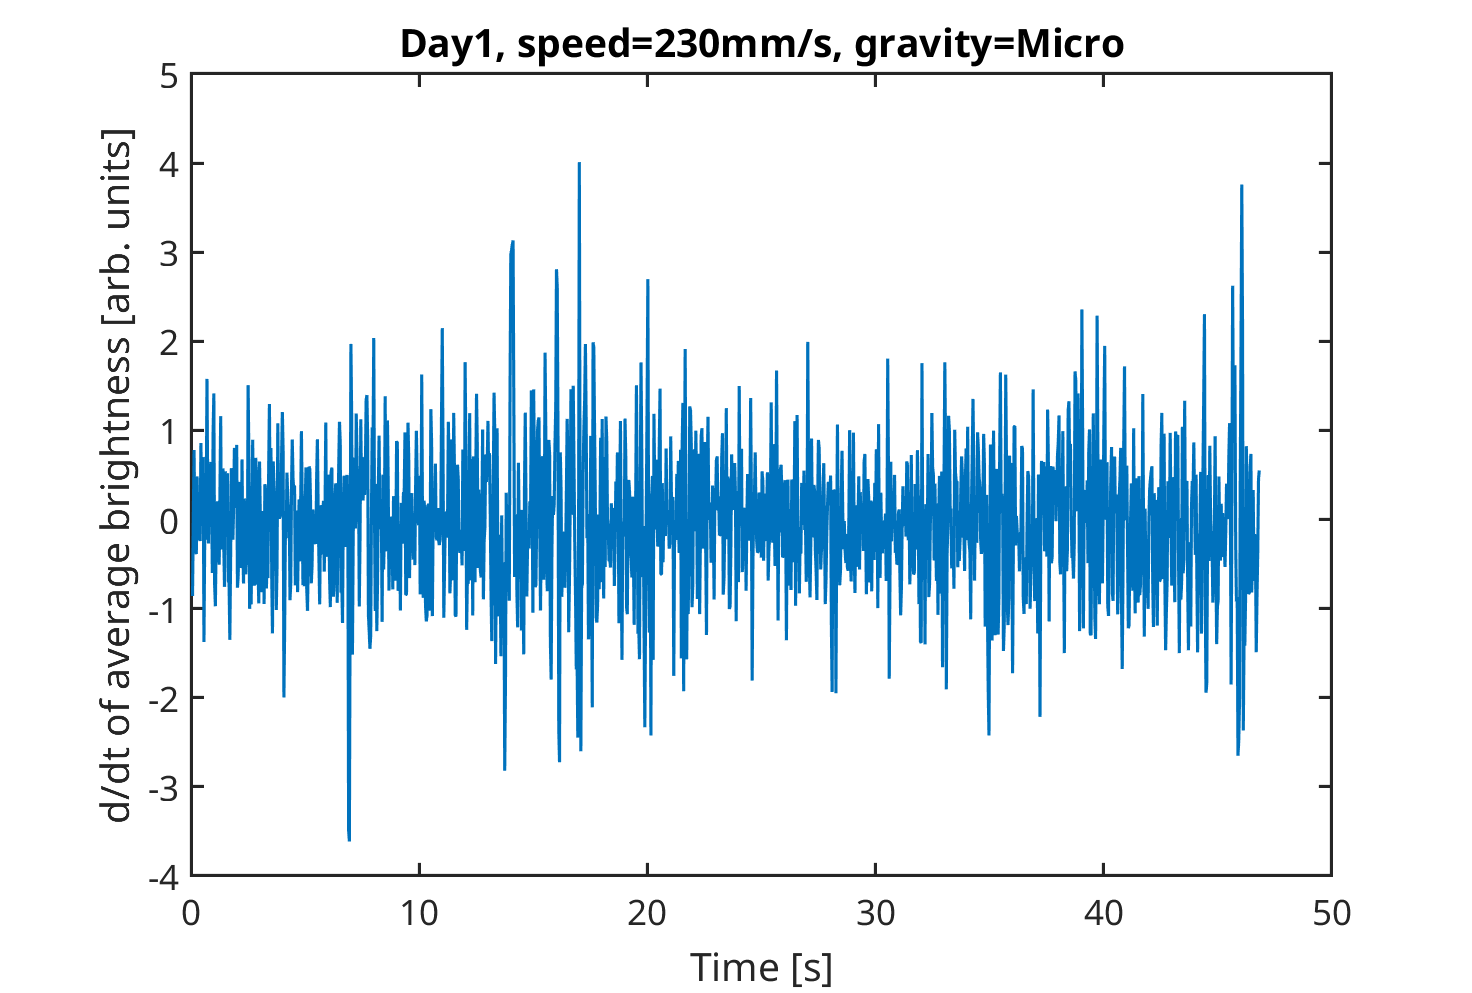 Day1, speed=230mm/s, gravity=Micro
5
4
3
2
1
0
-1
-2
-3
-4
d/dt of average brightness [arb. units]
0 10 20 30 40 50
Time [s]